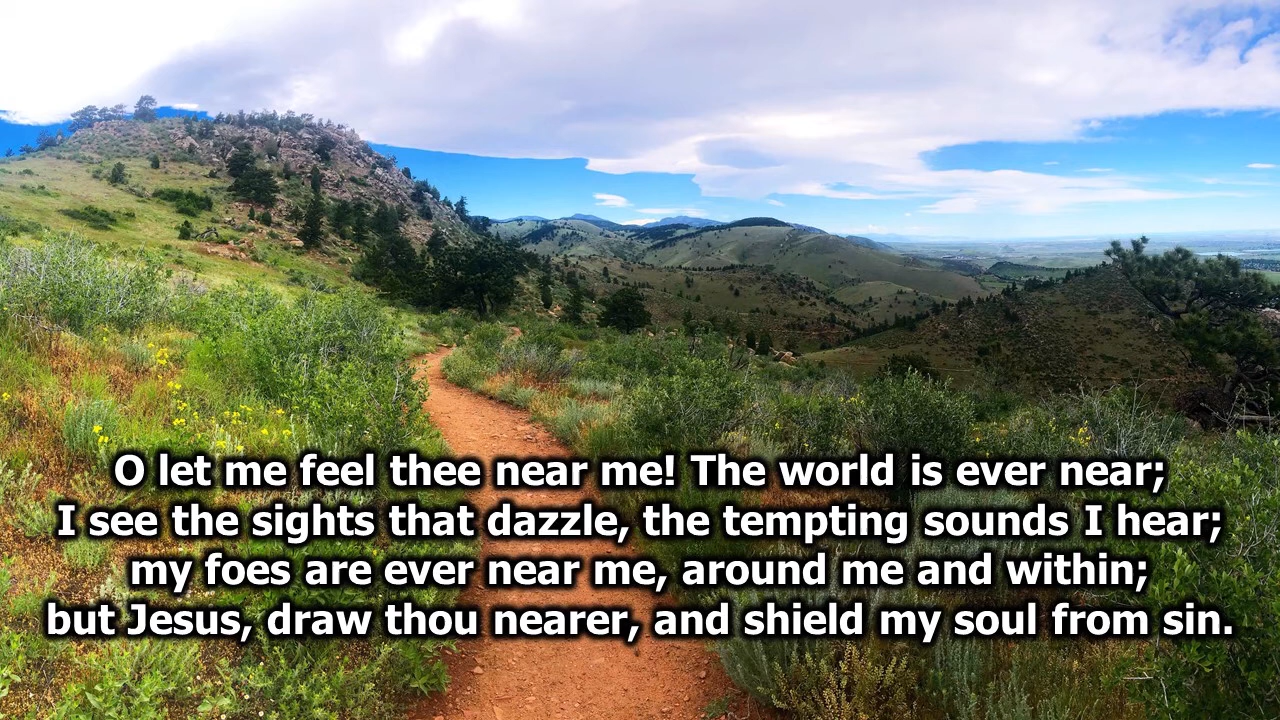 O let me feel thee near me! The world is ever near;
I see the sights that dazzle, the tempting sounds I hear;
my foes are ever near me, around me and within;
but Jesus, draw thou nearer, and shield my soul from sin.